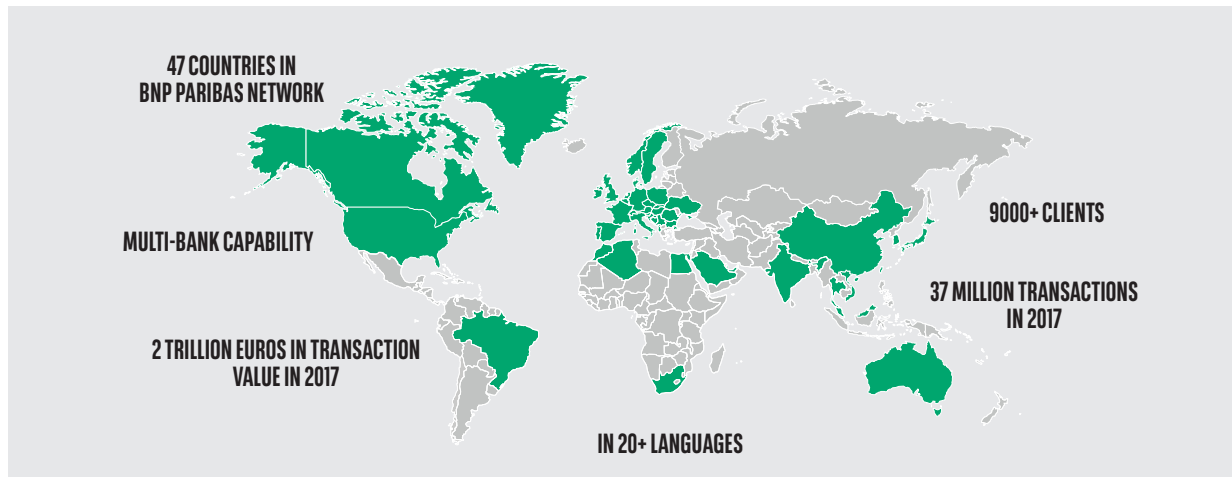 47 COUNTRIES IN
BNP PARIBAS NETWORK
MULTI-BANK CAPABILITY
2 TRILLION EUROS IN TRANSACTION
VALUE IN 2017
9000+ CLIENTS
37 MILLION TRANSACTIONS
IN 2017
IN 20+ LANGUAGES